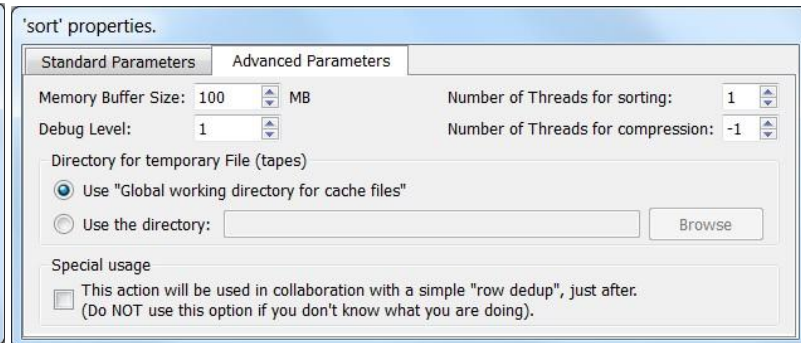 'sort' properties.
Standard Parameters Advanced Parameters
Memory Buffer Size: 100 MB Number of Threads for sorting: 1
Debug Level: 1 Number of Threads for compression: -1
Directory for temporary File (tapes)
Use "Global working directory for cache files"
Use the directory: Browse
Special usage
This action will be used in collaboration with a simple "row dedup", just after.
(Do NOT use this option if you don't know what you are doing).